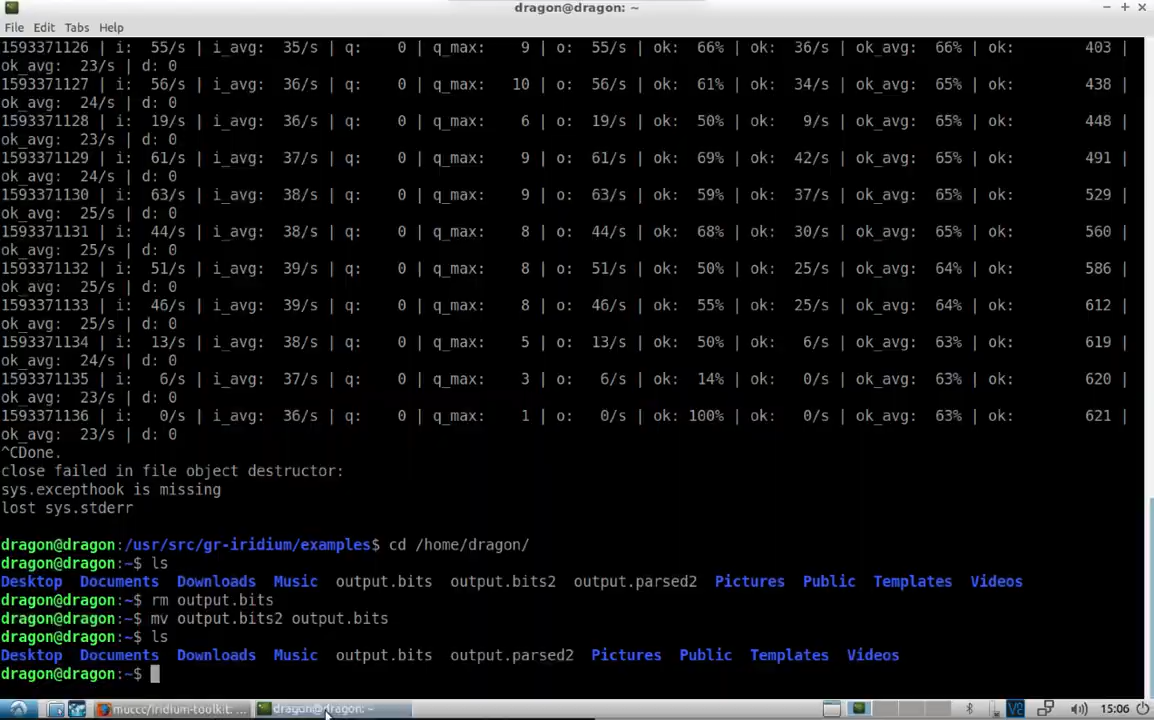 dragon@dragon: ~
File Edit Tabs Help
1593371126 | i: 55/s | i_avg: 35/s | q: 0 | q_max: 9 | o: 55/s | ok: 66% | ok: 36/s | ok_avg: 66% | ok: 403 |
ok_avg: 23/s | d: 0
1593371127 | i: 56/s | i_avg: 36/s | q: 0 | q_max: 10 | o: 56/s | ok: 61% | ok: 34/s | ok_avg: 65% | ok: 438 |
ok_avg: 24/s | d: 0
1593371128 | i: 19/s | i_avg: 36/s | q: 0 | q_max: 6 | o: 19/s | ok: 50% | ok: 9/s | ok_avg: 65% | ok: 448 |
ok_avg: 23/s | d: 0
1593371129 | i: 61/s | i_avg: 37/s | q: 0 | q_max: 9 | o: 61/s | ok: 69% | ok: 42/s | ok_avg: 65% | ok: 491 |
ok_avg: 24/s | d: 0
1593371130 | i: 63/s | i_avg: 38/s | q: 0 | q_max: 9 | o: 63/s | ok: 59% | ok: 37/s | ok_avg: 65% | ok: 529 |
ok_avg: 25/s | d: 0
1593371131 | i: 44/s | i_avg: 38/s | q: 0 | q_max: 8 | o: 44/s | ok: 68% | ok: 30/s | ok_avg: 65% | ok: 560 |
ok_avg: 25/s | d: 0
1593371132 | i: 51/s | i_avg: 39/s | q: 0 | q_max: 8 | o: 51/s | ok: 50% | ok: 25/s | ok_avg: 64% | ok: 586 |
ok_avg: 25/s | d: 0
1593371133 | i: 46/s | i_avg: 39/s | q: 0 | q_max: 8 | o: 46/s | ok: 55% | ok: 25/s | ok_avg: 64% | ok: 612 |
ok_avg: 25/s | d: 0
1593371134 | i: 13/s | i_avg: 38/s | q: 0 | q_max: 5 | o: 13/s | ok: 50% | ok: 6/s | ok_avg: 63% | ok: 619 |
ok_avg: 24/s | d: 0
1593371135 | i: 6/s | i_avg: 37/s | q: 0 | q_max: 3 | o: 6/s | ok: 14% | ok: 0/s | ok_avg: 63% | ok: 620 |
ok_avg: 23/s | d: 0
1593371136 | i: 0/s | i_avg: 36/s | q: 0 | q_max: 1 | o: 0/s | ok: 100% | ok: 0/s | ok_avg: 63% | ok: 621 |
ok_avg: 23/s | d: 0
^CDone.
close failed in file object destructor:
sys.excepthook is missing
lost sys.stderr
dragon@dragon:/usr/src/gr-iridium/examples$ cd /home/dragon/
dragon@dragon:~$ ls
Desktop Documents Downloads Music output.bits output.bits2 output.parsed2 Pictures Public Templates Videos
dragon@dragon:~$ rm output.bits
dragon@dragon:~$ mv output.bits2 output.bits
dragon@dragon:~$ ls
Desktop Documents Downloads Music output.bits output.parsed2 Pictures Public Templates Videos
dragon@dragon:~$
muccc/iridium-toolkit: ... dragon@dragon: ~ V2 15:06